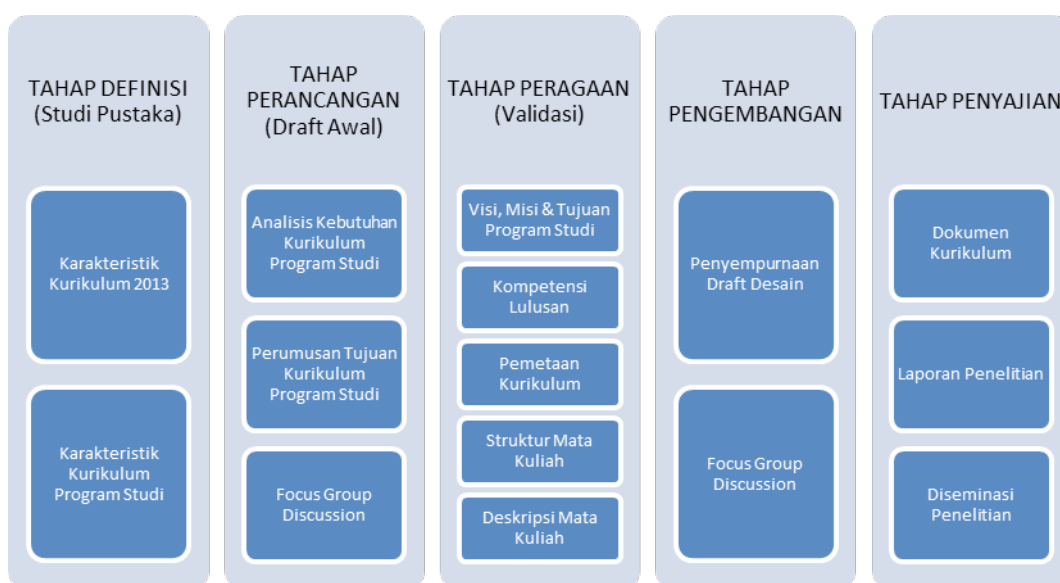 TAHAP DEFINISI
(Studi Pustaka)
Karakteristik
Kurikulum 2013
Karakteristik
Kurikulum
Program Studi
TAHAP
PERANCANGAN
(Draft Awal)
Analisis Kebutuhan
Kurikulum
Program Studi
Perumusan Tujuan
Kurikulum
Program Studi
Focus Group
Discussion
TAHAP PERAGAAN
(Validasi)
Visi, Misi & Tujuan
Program Studi
Kompetensi
Lulusan
Pemetaan
Kurikulum
Struktur Mata
Kuliah
Deskripsi Mata
Kuliah
TAHAP
PENGEMBANGAN
Penyempurnaan
Draft Desain
Focus Group
Discussion
TAHAP PENYAJIAN
Dokumen
Kurikulum
Laporan Penelitian
Diseminasi
Penelitian